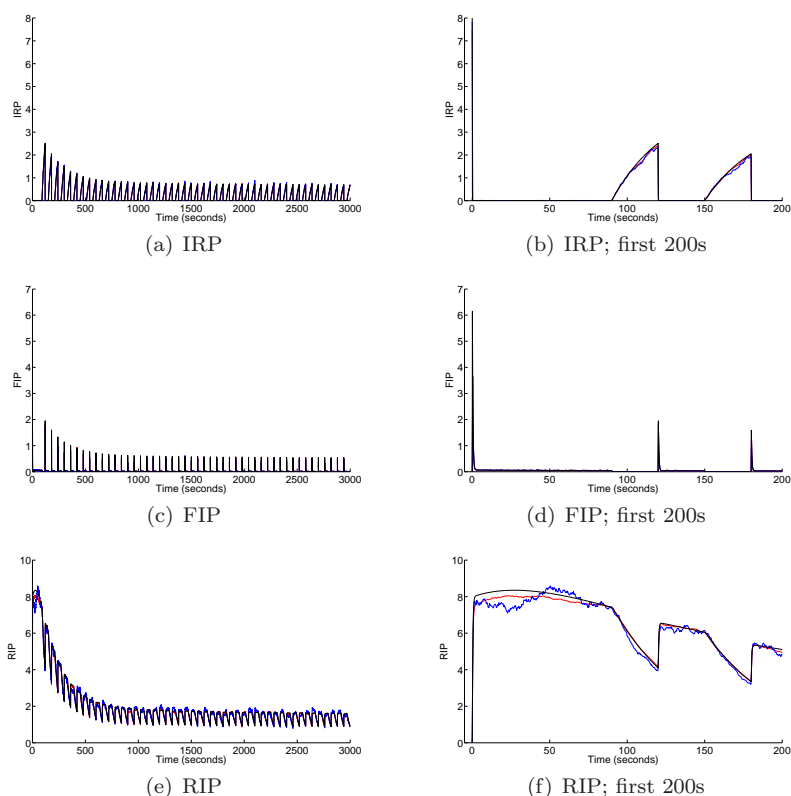 8
7
6
5
4
3
2
1
0
IRP
0 500 1000 1500 2000 2500 3000
Time (seconds)
(a) IRP
8
7
6
5
4
3
2
1
0
IRP
0 50 100 150 200
Time (seconds)
(b) IRP; first 200s
7
6
5
4
3
2
1
0
FIP
0 500 1000 1500 2000 2500 3000
Time (seconds)
(c) FIP
7
6
5
4
3
2
1
0
FIP
0 50 100 150 200
Time (seconds)
(d) FIP; first 200s
10
8
6
4
2
0
RIP
0 500 1000 1500 2000 2500 3000
Time (seconds)
(e) RIP
10
8
6
4
2
0
RIP
0 50 100 150 200
Time (seconds)
(f) RIP; first 200s